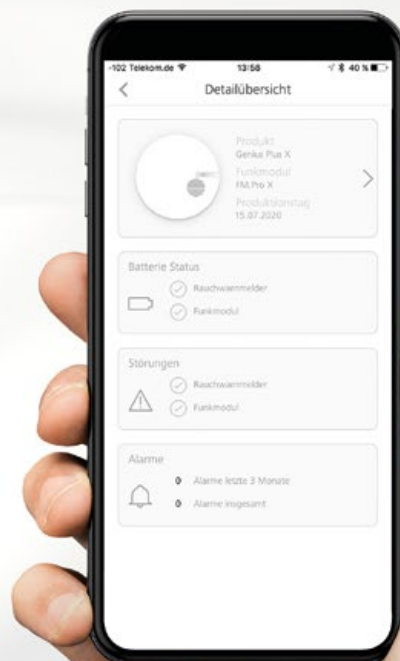 -102 Telekom.de 13:58 40 %
Detailübersicht
Produkt
Genius Plus X
Funkmodul
FM Pro X
Produktionstag
15.07.2020
Batterie Status
Rauchwarnmelder
Funkmodul
Störungen
Rauchwarnmelder
Funkmodul
Alarme
0 Alarme letzte 3 Monate
0 Alarme insgesamt